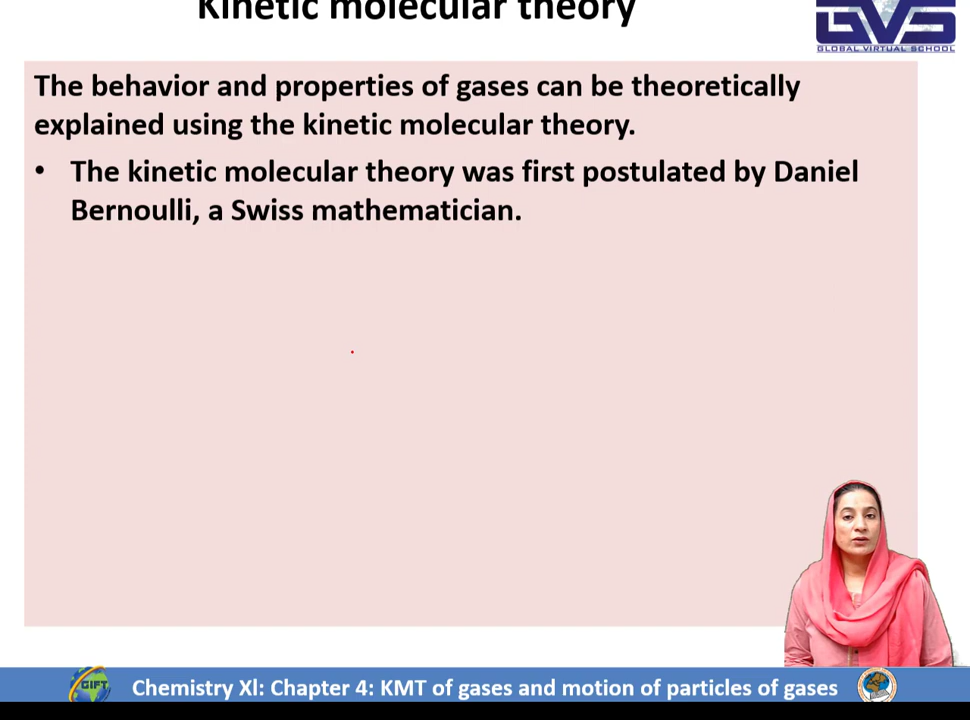 Kinetic molecular theory
GVS
GLOBAL VIRTUAL SCHOOL
The behavior and properties of gases can be theoretically
explained using the kinetic molecular theory.
• The kinetic molecular theory was first postulated by Daniel
Bernoulli, a Swiss mathematician.
GIFT
Chemistry XI: Chapter 4: KMT of gases and motion of particles of gases